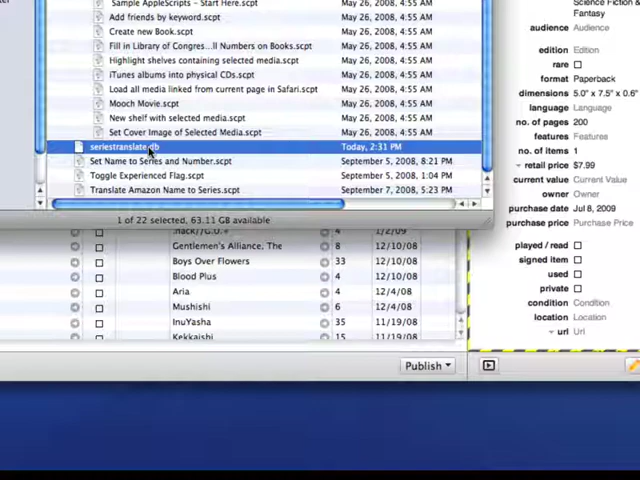 Sample AppleScripts - Start Here.scpt May 26, 2008, 4:55 AM
Add friends by keyword.scpt May 26, 2008, 4:55 AM
Create new Book.scpt May 26, 2008, 4:55 AM
Fill in Library of Congres...ll Numbers on Books.scpt May 26, 2008, 4:55 AM
Highlight shelves containing selected media.scpt May 26, 2008, 4:55 AM
iTunes albums into physical CDs.scpt May 26, 2008, 4:55 AM
Load all media linked from current page in Safari.scpt May 26, 2008, 4:55 AM
Mooch Movie.scpt May 26, 2008, 4:55 AM
New shelf with selected media.scpt May 26, 2008, 4:55 AM
Set Cover Image of Selected Media.scpt May 26, 2008, 4:55 AM
seriestranslate.db Today, 2:31 PM
Set Name to Series and Number.scpt September 5, 2008, 8:21 PM
Toggle Experienced Flag.scpt September 5, 2008, 1:04 PM
Translate Amazon Name to Series.scpt September 7, 2008, 5:23 PM
1 of 22 selected, 63.11 GB available
.hack//G.U.+ 4 1/2/09
Gentlemen's Alliance, The 8 12/10/08
Boys Over Flowers 33 12/10/08
Blood Plus 4 12/10/08
Aria 4 12/4/08
Mushishi 6 12/4/08
InuYasha 35 11/19/08
Kekkaishi 15 11/19/08
Publish
Science Fiction &
Fantasy
audience Audience
edition Edition
rare
format Paperback
dimensions 5.0" x 7.5" x 0.6"
language Language
no. of pages 200
features Features
no. of items 1
retail price $7.99
current value Current Value
owner Owner
purchase date Jul 8, 2009
purchase price Purchase Price
played / read
signed item
used
private
condition Condition
location Location
url Url